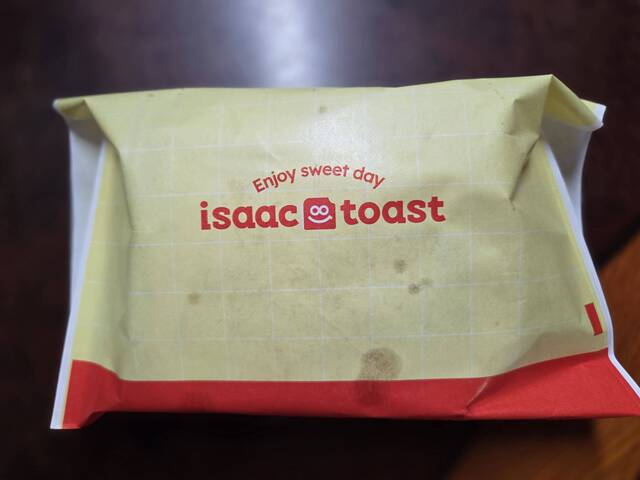 Enjoy sweet day
isaac toast